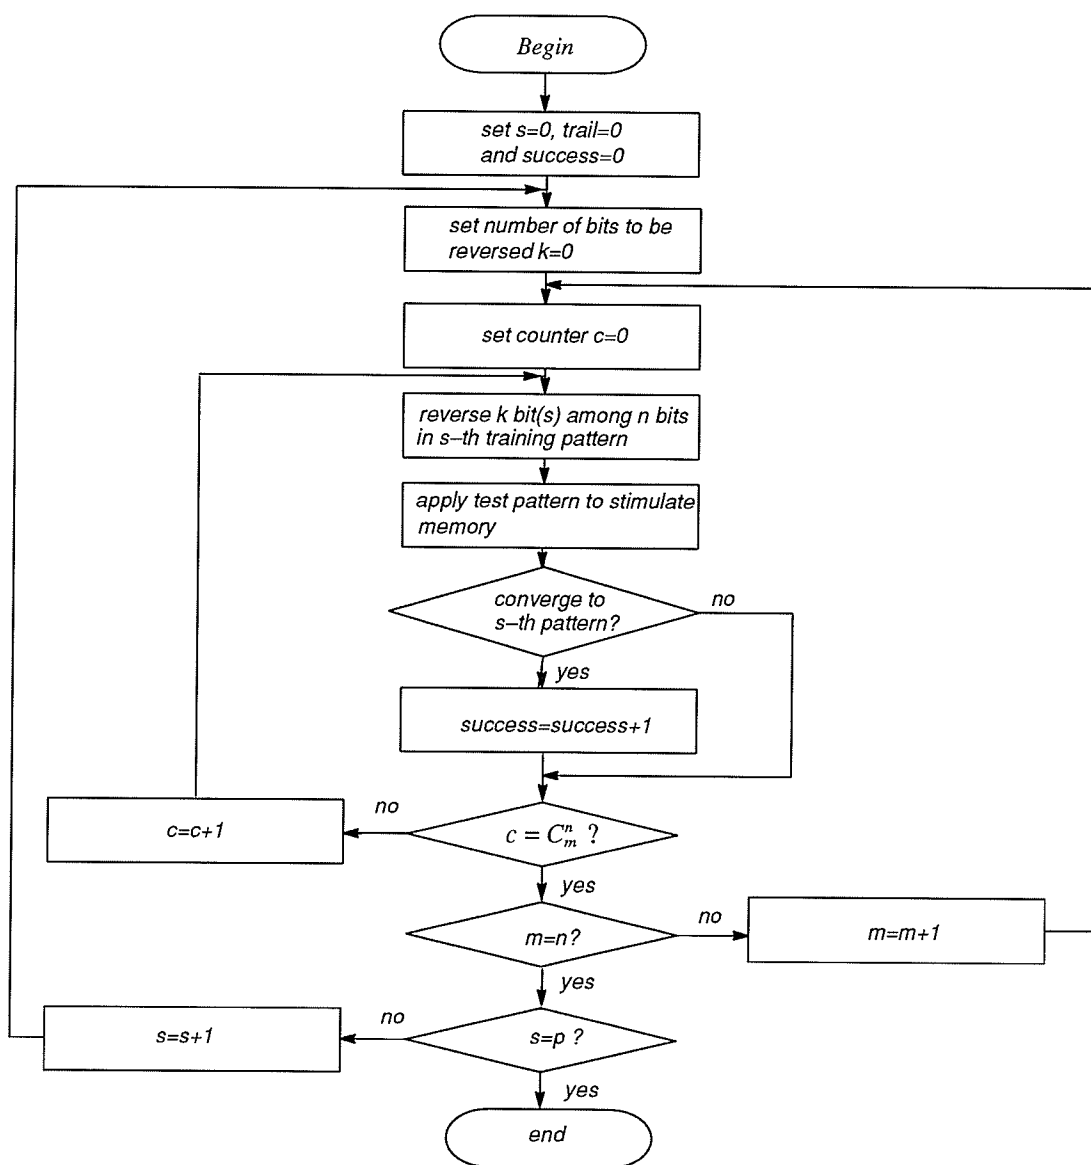 Begin
set s=0, trail=0
and success=0
set number of bits to be
reversed k=0
set counter c=0
reverse k bit(s) among n bits
in s–th training pattern
apply test pattern to stimulate
memory
converge to
s–th pattern?
no
yes
success=success+1
no
c=c+1
c = C_m^n ?
yes
m=n?
no
m=m+1
yes
no
s=s+1
s=p ?
yes
end